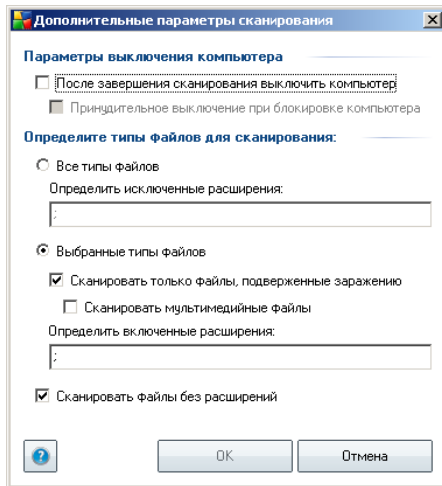 Дополнительные параметры сканирования
Параметры выключения компьютера
После завершения сканирования выключить компьютер
Принудительное выключение при блокировке компьютера
Определите типы файлов для сканирования:
Все типы файлов
Определить исключенные расширения:
;
Выбранные типы файлов
Сканировать только файлы, подверженные заражению
Сканировать мультимедийные файлы
Определить включенные расширения:
;
Сканировать файлы без расширений
?
OK
Отмена